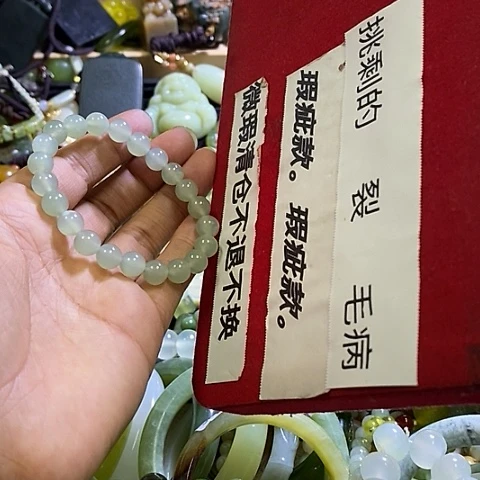 挑剩的 裂 毛病
瑕疵款。瑕疵款。
微瑕清仓不退不换